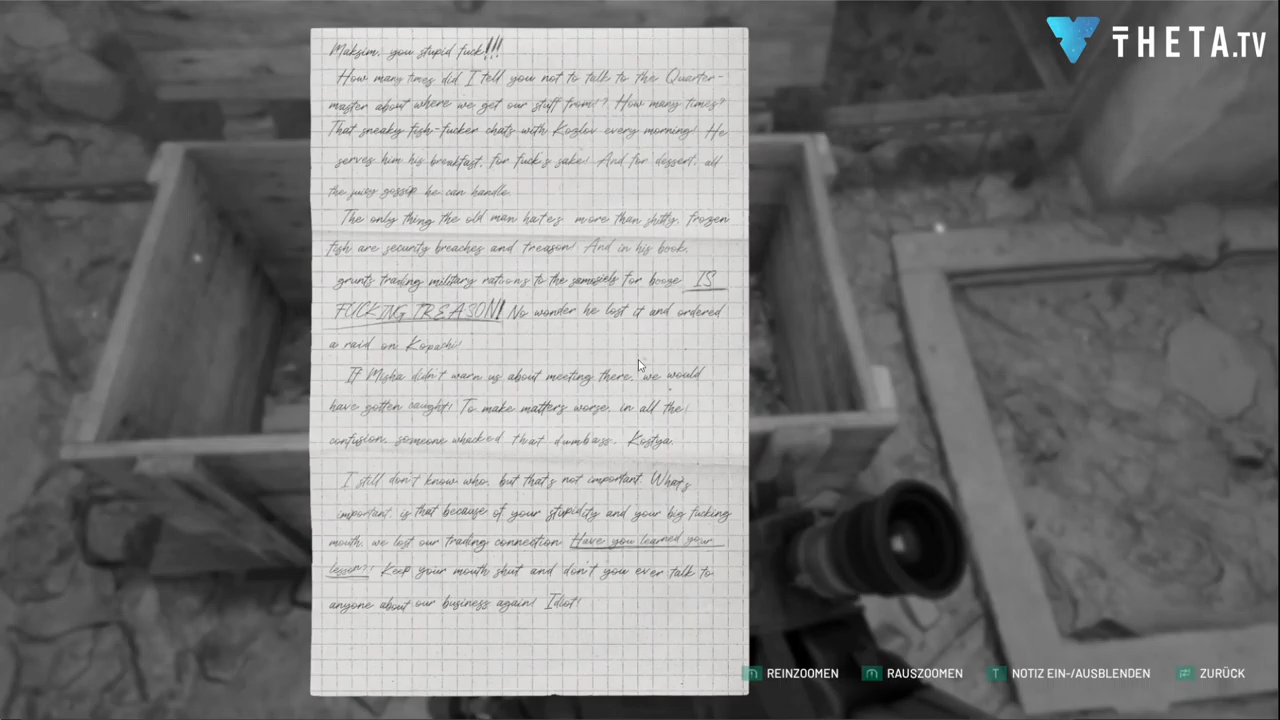 THETA.TV
Maksim, you stupid fuck!!!
How many times did I tell you not to talk to the Quarter-
master about where we get our stuff from!? How many times?
That sneaky fish-fucker chats with Kozlov every morning! He
serves him his breakfast, for fuck's sake! And for dessert, all
the juicy gossip he can handle.
The only thing the old man hates more than shitty, frozen
fish are security breaches and treason! And in his book,
grunts trading military rations to the samosiels for booze IS
FUCKING TREASON! No wonder he lost it and ordered
a raid on Kopachi!
If Misha didn't warn us about meeting there, we would
have gotten caught! To make matters worse, in all the
confusion, someone whacked that dumbass, Kostya.
I still don't know who, but that's not important. What's
important is that because of your stupidity and your big fucking
mouth, we lost our trading connection. Have you learned your
lesson?! Keep your mouth shut and don't you ever talk to
anyone about our business again! Idiot!
REINZOOMEN RAUSZOOMEN T NOTIZ EIN-/AUSBLENDEN ZURÜCK